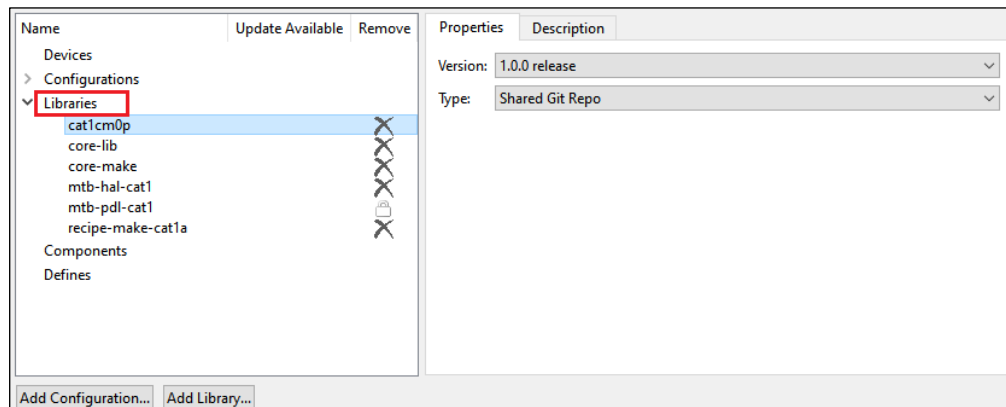 Name Update Available Remove
Devices
Configurations
Libraries
cat1cm0p
core-lib
core-make
mtb-hal-cat1
mtb-pdl-cat1
recipe-make-cat1a
Components
Defines
Add Configuration... Add Library...
Properties Description
Version: 1.0.0 release
Type: Shared Git Repo